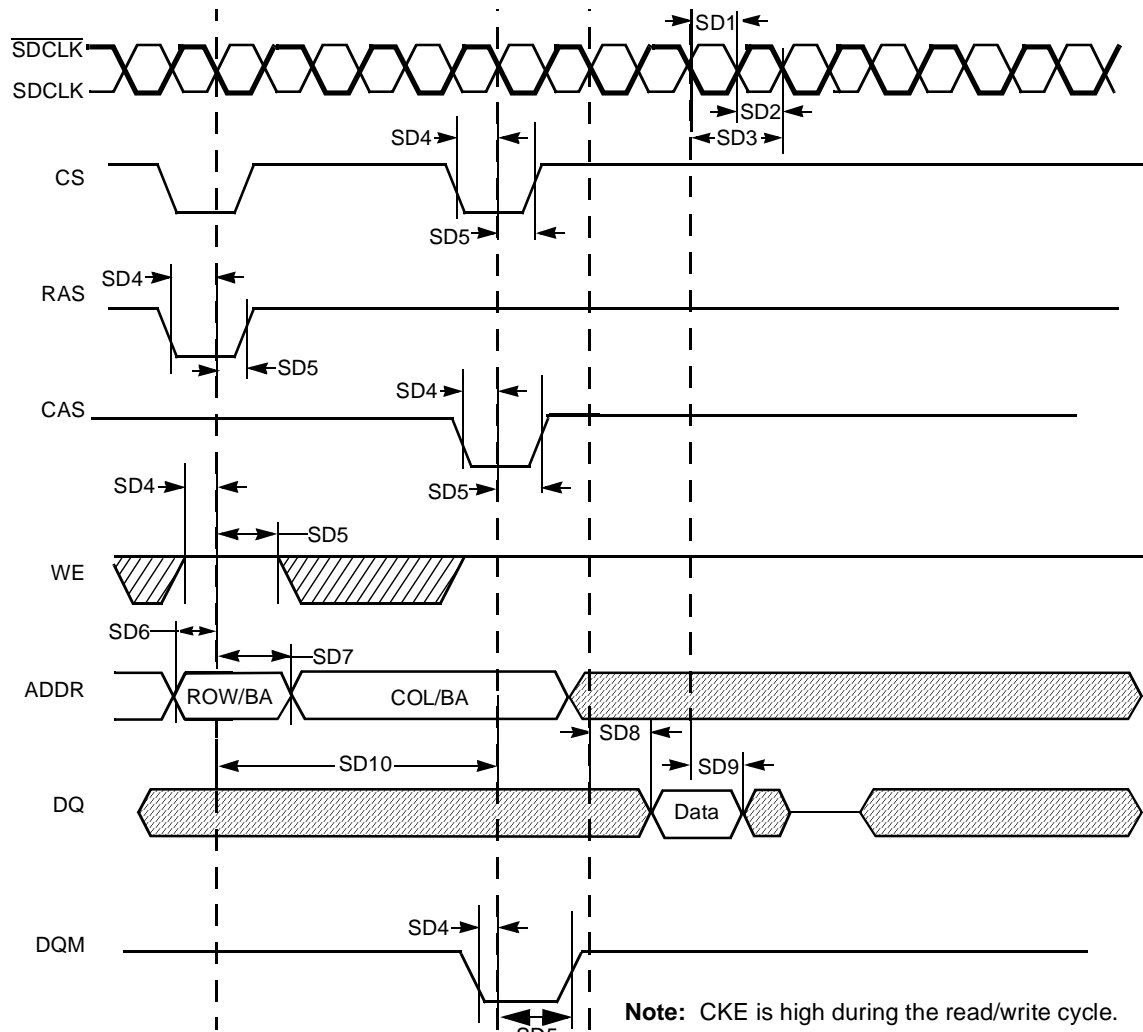 SD1
SDCLK
SDCLK
SD2
SD4
SD3
CS
SD5
SD4
RAS
SD5
SD4
CAS
SD4
SD5
SD5
WE
SD6
SD7
ADDR
ROW/BA
COL/BA
SD8
SD10
SD9
DQ
Data
SD4
DQM
Note: CKE is high during the read/write cycle.
SD5